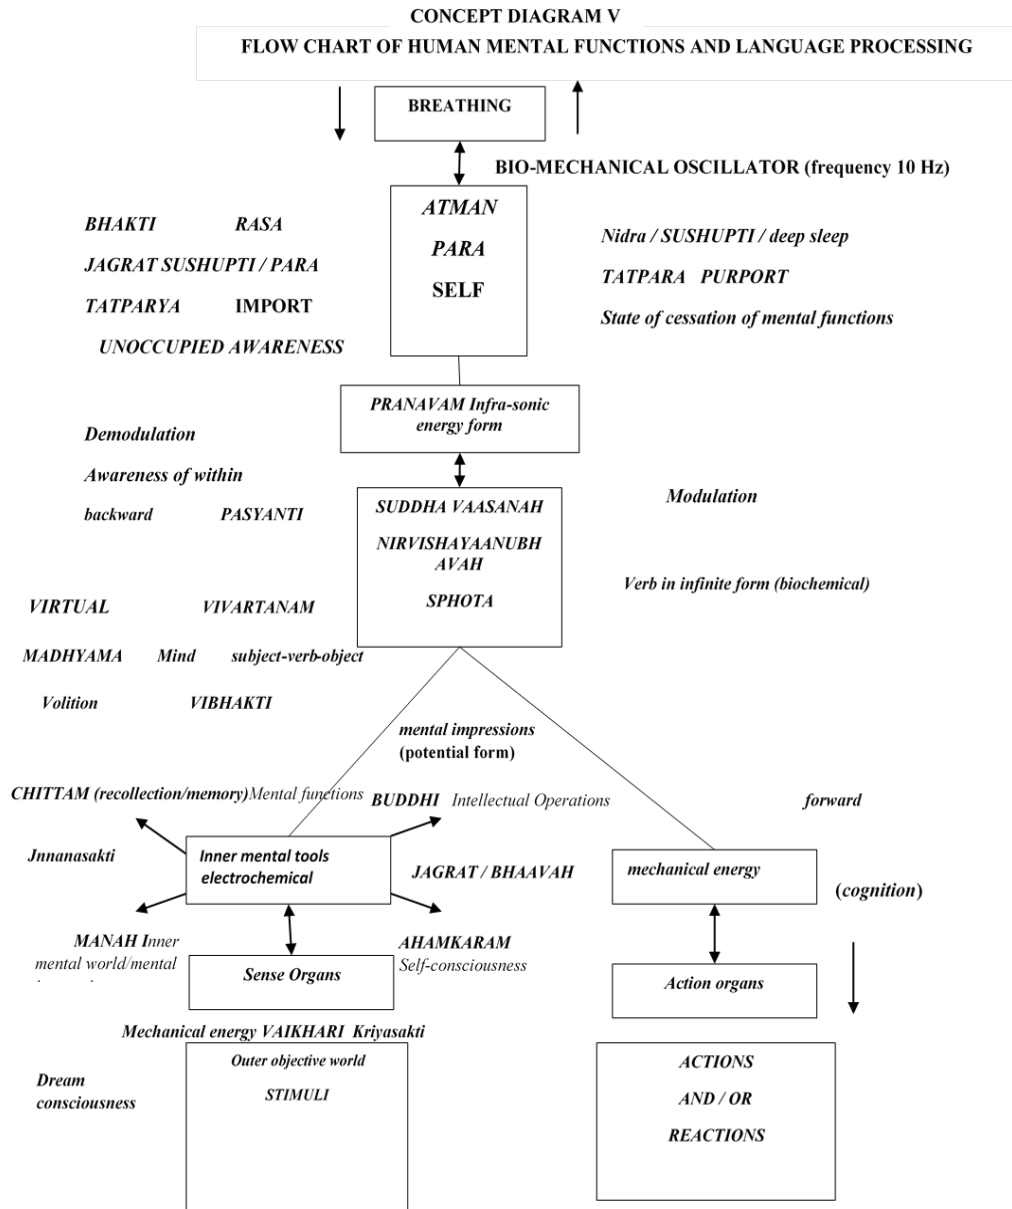 CONCEPT DIAGRAM V
FLOW CHART OF HUMAN MENTAL FUNCTIONS AND LANGUAGE PROCESSING
BREATHING
BIO-MECHANICAL OSCILLATOR (frequency 10 Hz)
ATMAN
PARA
SELF
BHAKTI RASA
JAGRAT SUSHUPTI / PARA
TATPARYA IMPORT
UNOCCUPIED AWARENESS
Nidra / SUSHUPTI / deep sleep
TATPARA PURPORT
State of cessation of mental functions
PRANAVAM Infra-sonic
energy form
Demodulation
Awareness of within
backward PASYANTI
SUDDHA VAASANAH
NIRVISHAYAANUBH
AVAH
SPHOTA
Modulation
Verb in infinite form (biochemical)
VIRTUAL VIVARTANAM
MADHYAMA Mind subject-verb-object
Volition VIBHAKTI
mental impressions
(potential form)
CHITTAM (recollection/memory)Mental functions
BUDDHI Intellectual Operations
forward
Jnnanasakti
Inner mental tools
electrochemical
JAGRAT / BHAAVAH
mechanical energy
(cognition)
MANAH Inner
mental world/mental
AHAMKARAM
Self-consciousness
Sense Organs
Action organs
Mechanical energy VAIKHARI Kriyasakti
Outer objective world
STIMULI
Dream
consciousness
ACTIONS
AND / OR
REACTIONS